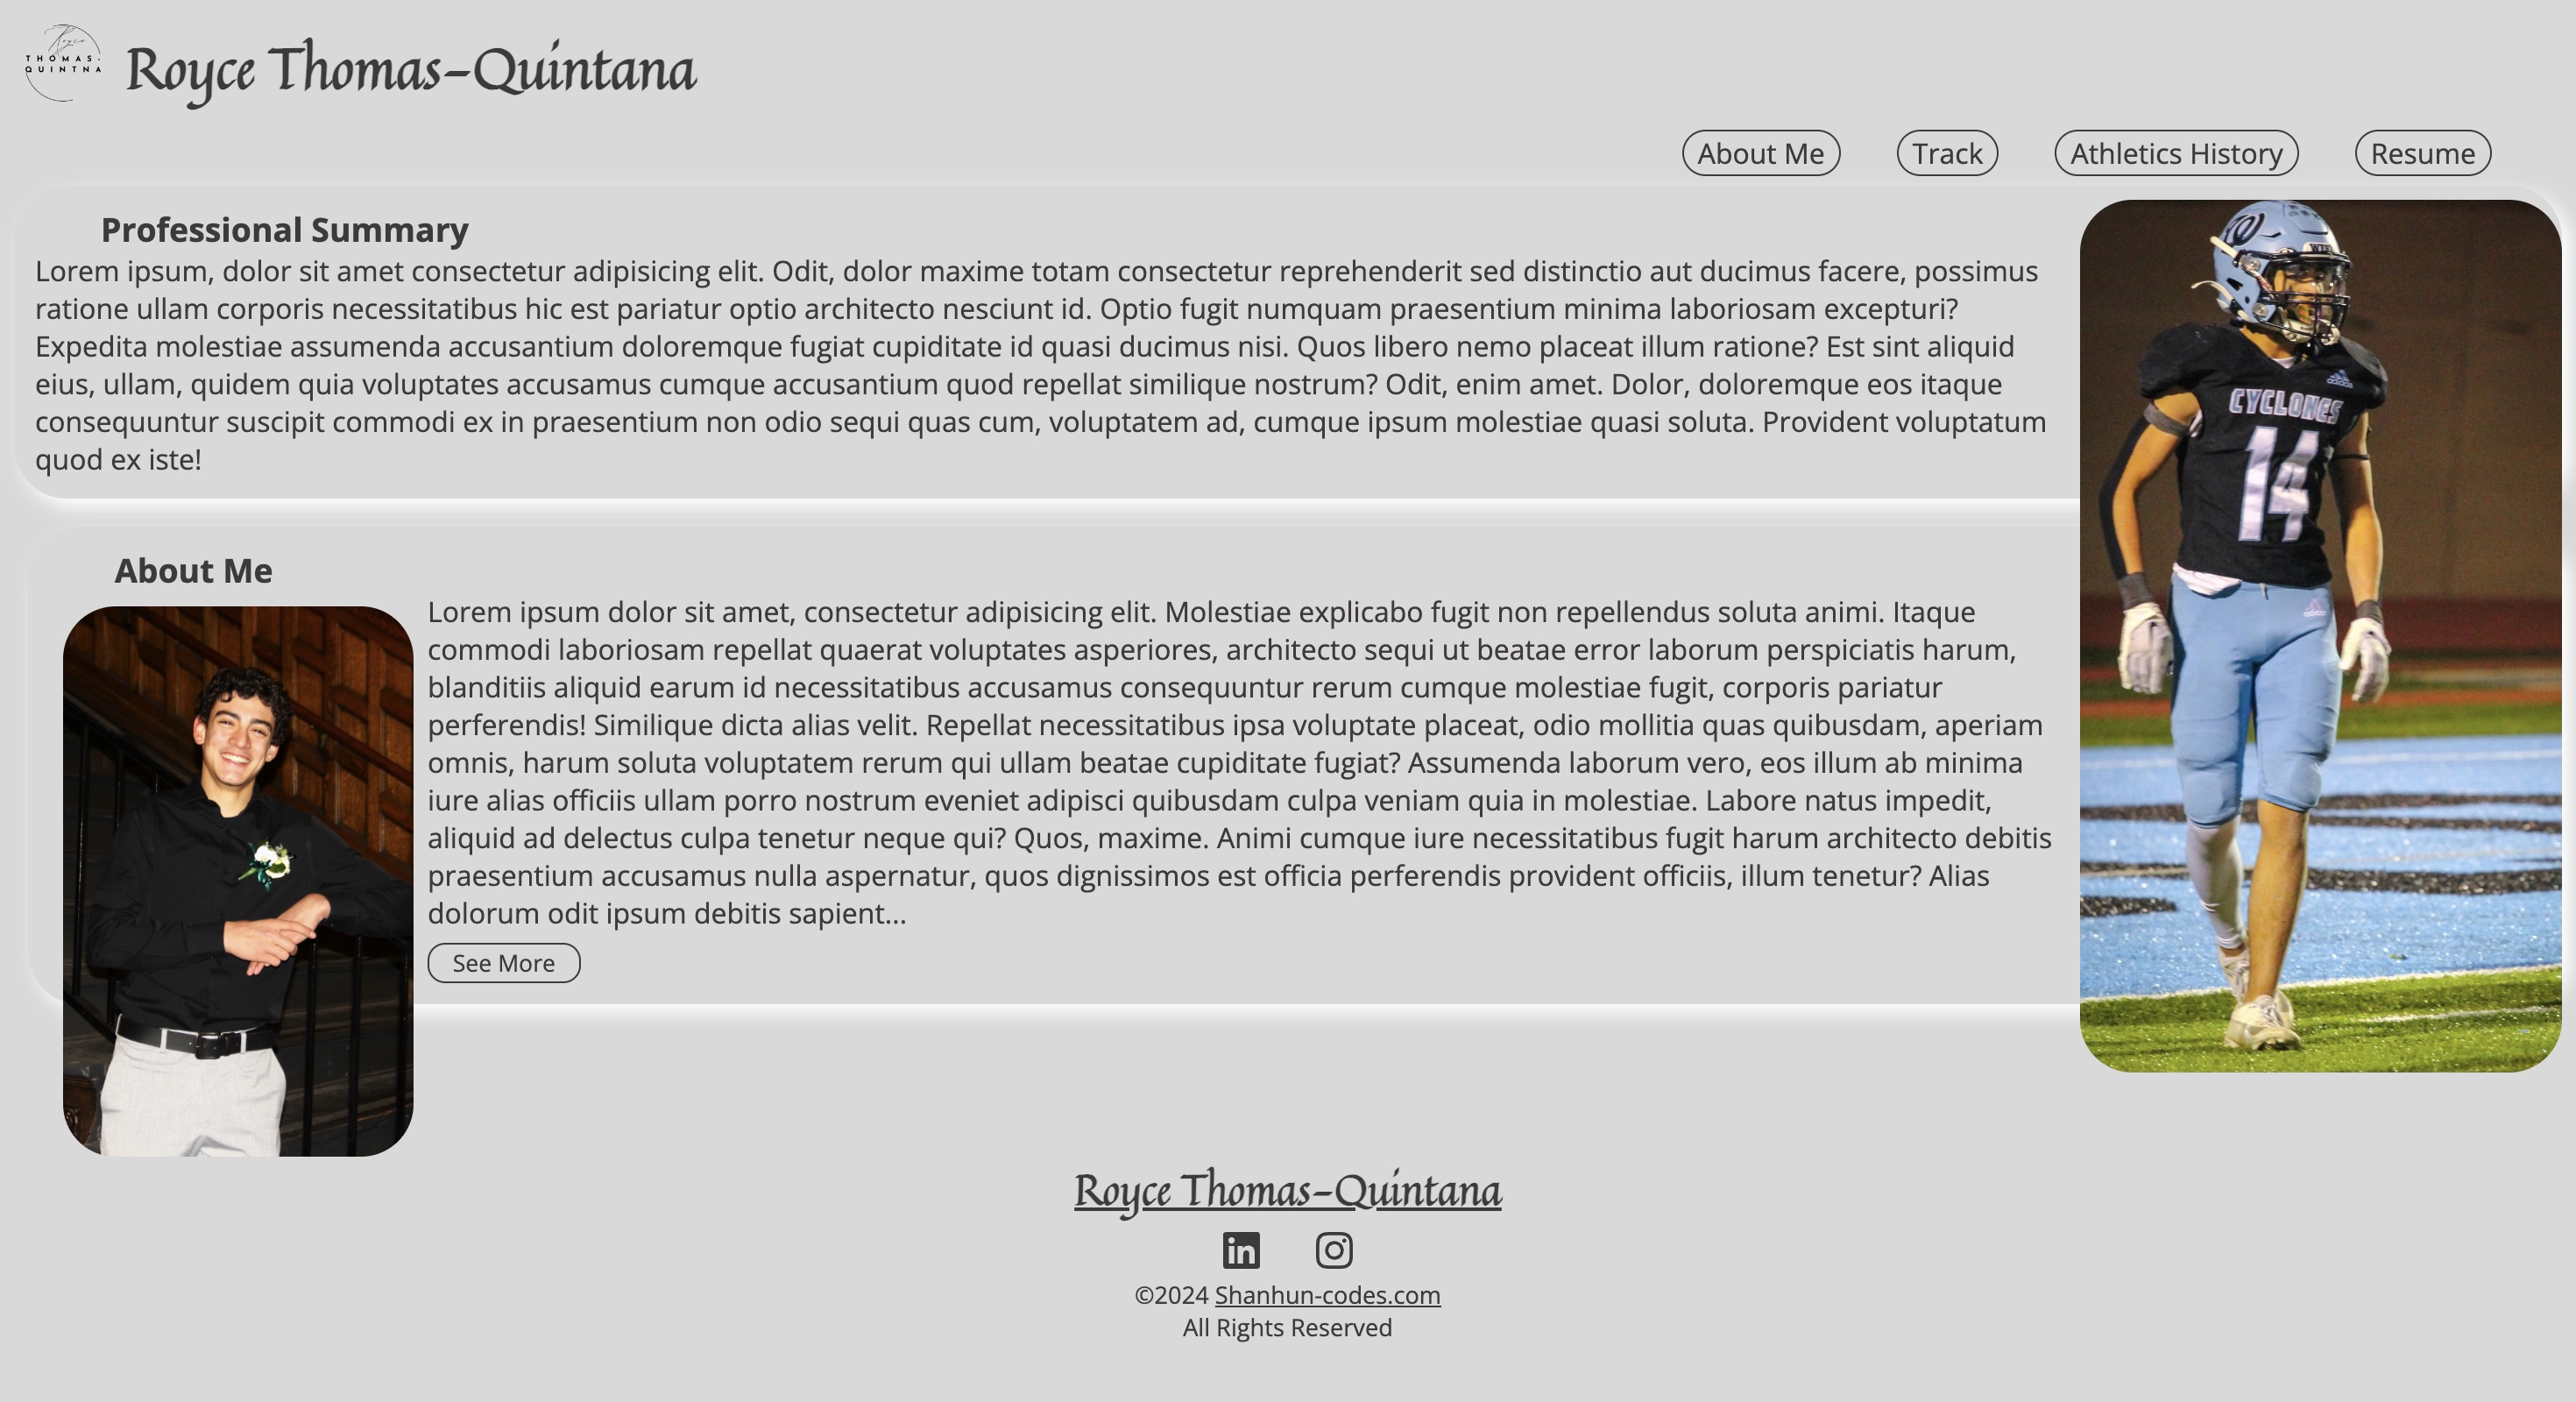 Royce
THOMAS-
QUINTNA
Royce Thomas-Quintana
About Me
Track
Athletics History
Resume
Professional Summary
Lorem ipsum, dolor sit amet consectetur adipisicing elit. Odit, dolor maxime totam consectetur reprehenderit sed distinctio aut ducimus facere, possimus
ratione ullam corporis necessitatibus hic est pariatur optio architecto nesciunt id. Optio fugit numquam praesentium minima laboriosam excepturi?
Expedita molestiae assumenda accusantium doloremque fugiat cupiditate id quasi ducimus nisi. Quos libero nemo placeat illum ratione? Est sint aliquid
eius, ullam, quidem quia voluptates accusamus cumque accusantium quod repellat similique nostrum? Odit, enim amet. Dolor, doloremque eos itaque
consequuntur suscipit commodi ex in praesentium non odio sequi quas cum, voluptatem ad, cumque ipsum molestiae quasi soluta. Provident voluptatum
quod ex iste!
CYCLONES
14
adidas
About Me
Lorem ipsum dolor sit amet, consectetur adipisicing elit. Molestiae explicabo fugit non repellendus soluta animi. Itaque
commodi laboriosam repellat quaerat voluptates asperiores, architecto sequi ut beatae error laborum perspiciatis harum,
blanditiis aliquid earum id necessitatibus accusamus consequuntur rerum cumque molestiae fugit, corporis pariatur
perferendis! Similique dicta alias velit. Repellat necessitatibus ipsa voluptate placeat, odio mollitia quas quibusdam, aperiam
omnis, harum soluta voluptatem rerum qui ullam beatae cupiditate fugiat? Assumenda laborum vero, eos illum ab minima
iure alias officiis ullam porro nostrum eveniet adipisci quibusdam culpa veniam quia in molestiae. Labore natus impedit,
aliquid ad delectus culpa tenetur neque qui? Quos, maxime. Animi cumque iure necessitatibus fugit harum architecto debitis
praesentium accusamus nulla aspernatur, quos dignissimos est officia perferendis provident officiis, illum tenetur? Alias
dolorum odit ipsum debitis sapient...
See More
Royce Thomas-Quintana
in
©2024 Shanhun-codes.com
All Rights Reserved